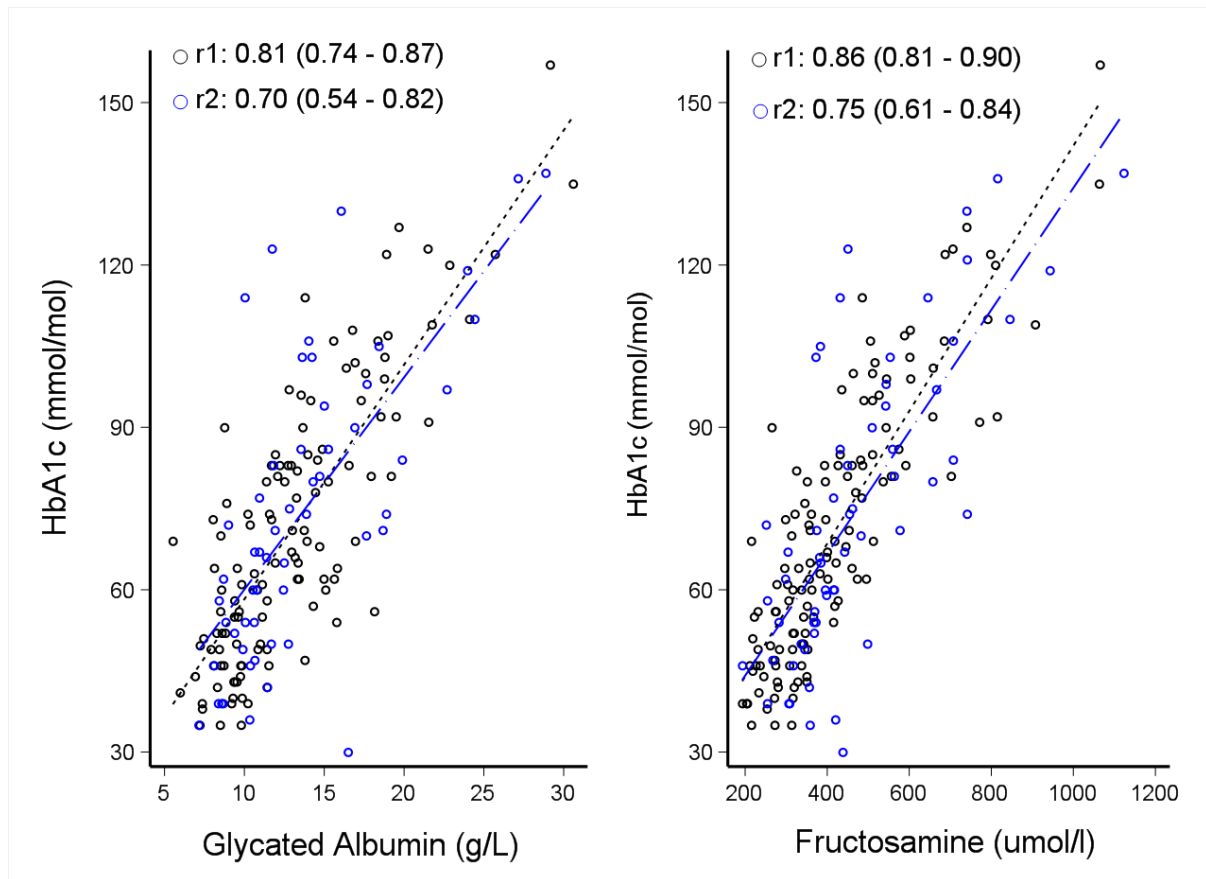 r1: 0.81 (0.74 - 0.87)
r2: 0.70 (0.54 - 0.82)
150
120
90
60
30
HbA1c (mmol/mol)
5 10 15 20 25 30
Glycated Albumin (g/L)
r1: 0.86 (0.81 - 0.90)
r2: 0.75 (0.61 - 0.84)
150
120
90
60
30
HbA1c (mmol/mol)
200 400 600 800 1000 1200
Fructosamine (umol/l)